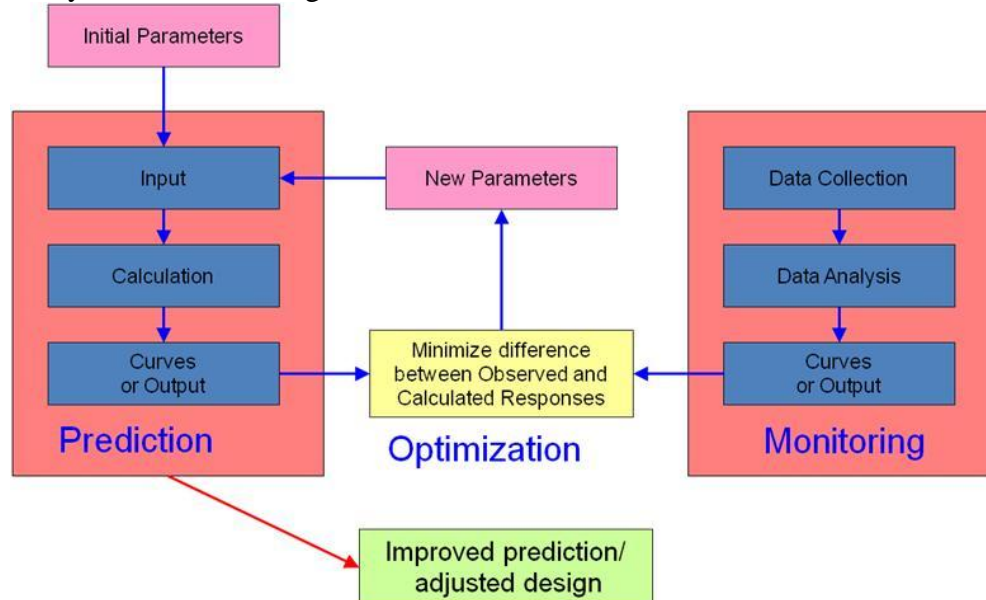 Initial Parameters
Input
New Parameters
Data Collection
Calculation
Data Analysis
Curves
or Output
Minimize difference
between Observed and
Calculated Responses
Curves
or Output
Prediction
Optimization
Monitoring
Improved prediction/
adjusted design